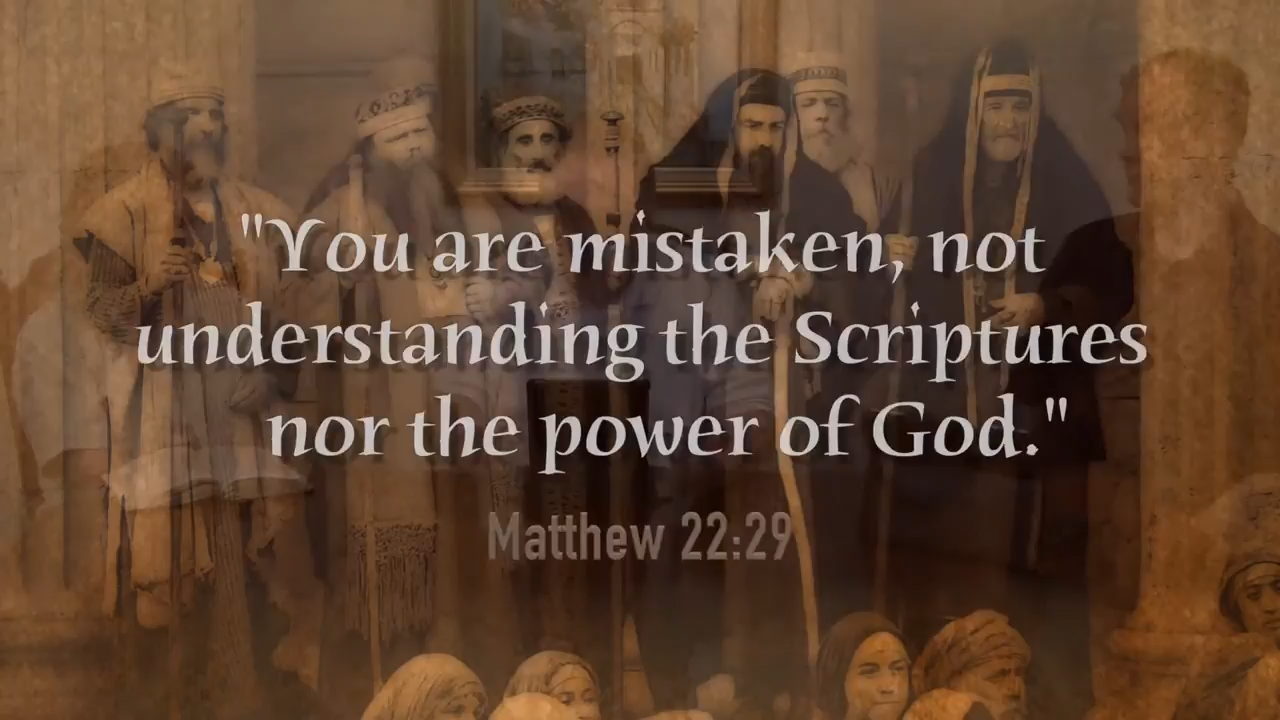 "You are mistaken, not
understanding the Scriptures
nor the power of God."
Matthew 22:29